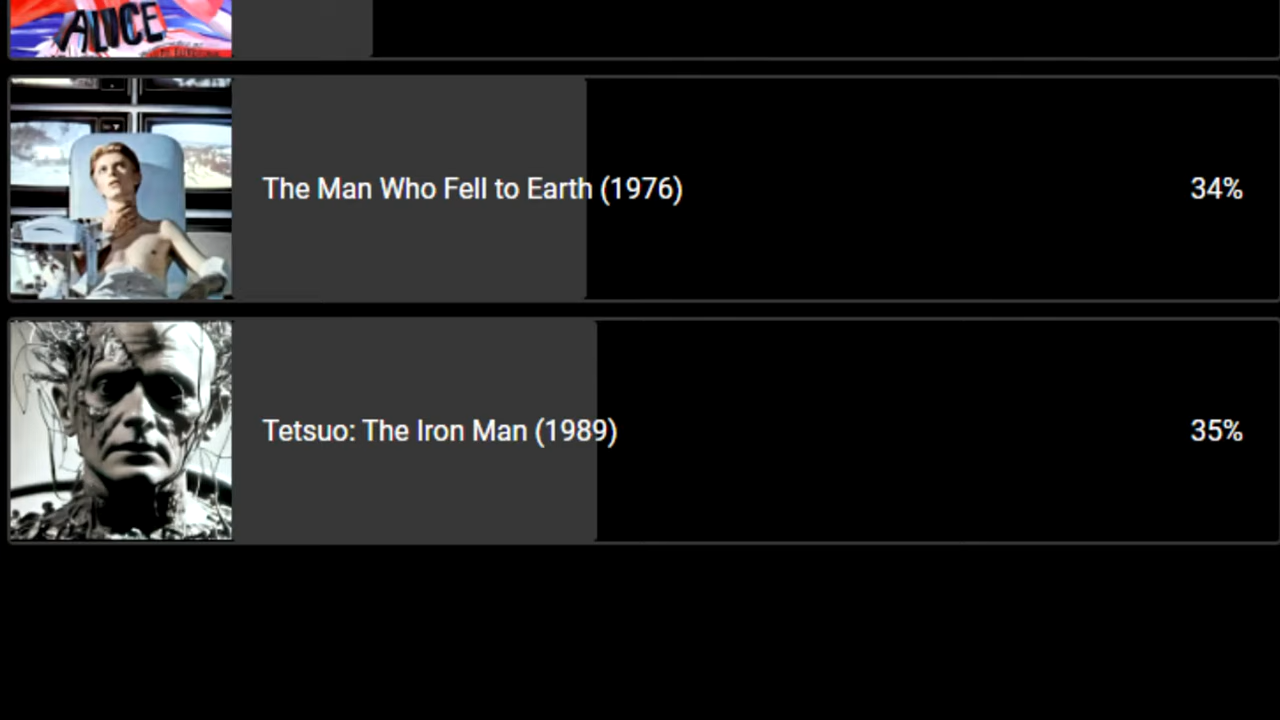 ALICE
The Man Who Fell to Earth (1976)
34%
Tetsuo: The Iron Man (1989)
35%